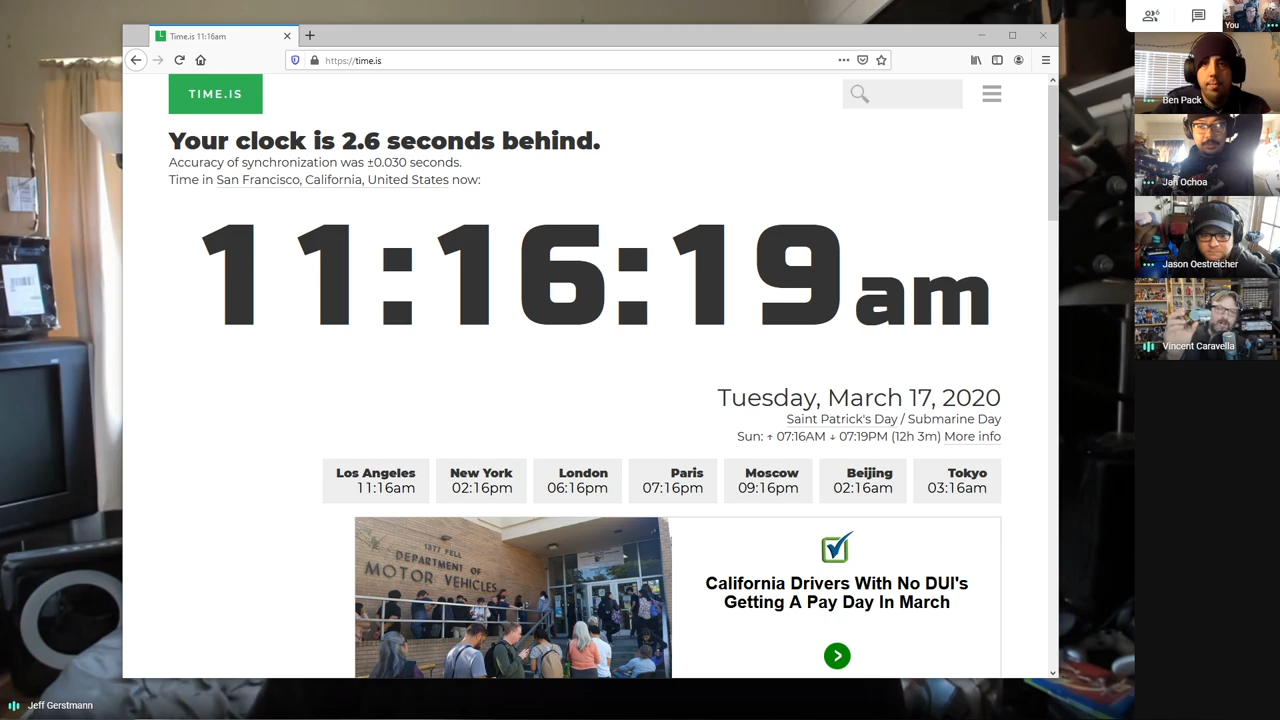 Time.is 11:16am
https://time.is
6
You
TIME.IS
Your clock is 2.6 seconds behind.
Accuracy of synchronization was ±0.030 seconds.
Time in San Francisco, California, United States now:
11:16:19am
Tuesday, March 17, 2020
Saint Patrick's Day / Submarine Day
Sun: ↑ 07:16AM ↓ 07:19PM (12h 3m) More info
Los Angeles
11:16am
New York
02:16pm
London
06:16pm
Paris
07:16pm
Moscow
09:16pm
Beijing
02:16am
Tokyo
03:16am
1377 FELL
DEPARTMENT OF
MOTOR VEHICLES
California Drivers With No DUI's
Getting A Pay Day In March
Ben Pack
Jan Ochoa
Jason Oestreicher
Vincent Caravella
Jeff Gerstmann